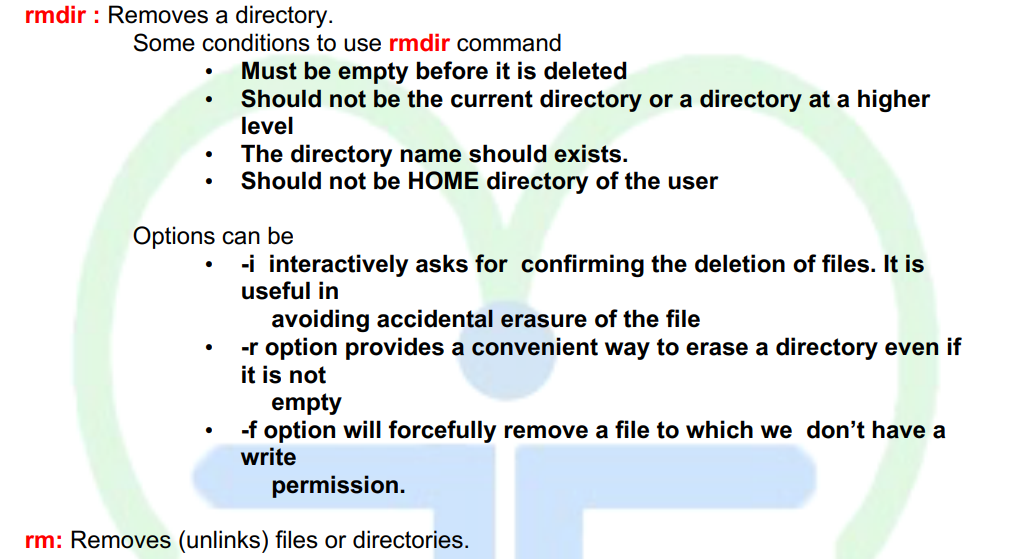 rmdir : Removes a directory.
Some conditions to use rmdir command
• Must be empty before it is deleted
• Should not be the current directory or a directory at a higher
level
• The directory name should exists.
• Should not be HOME directory of the user
Options can be
• -i interactively asks for confirming the deletion of files. It is
useful in
avoiding accidental erasure of the file
• -r option provides a convenient way to erase a directory even if
it is not
empty
• -f option will forcefully remove a file to which we don’t have a
write
permission.
rm: Removes (unlinks) files or directories.